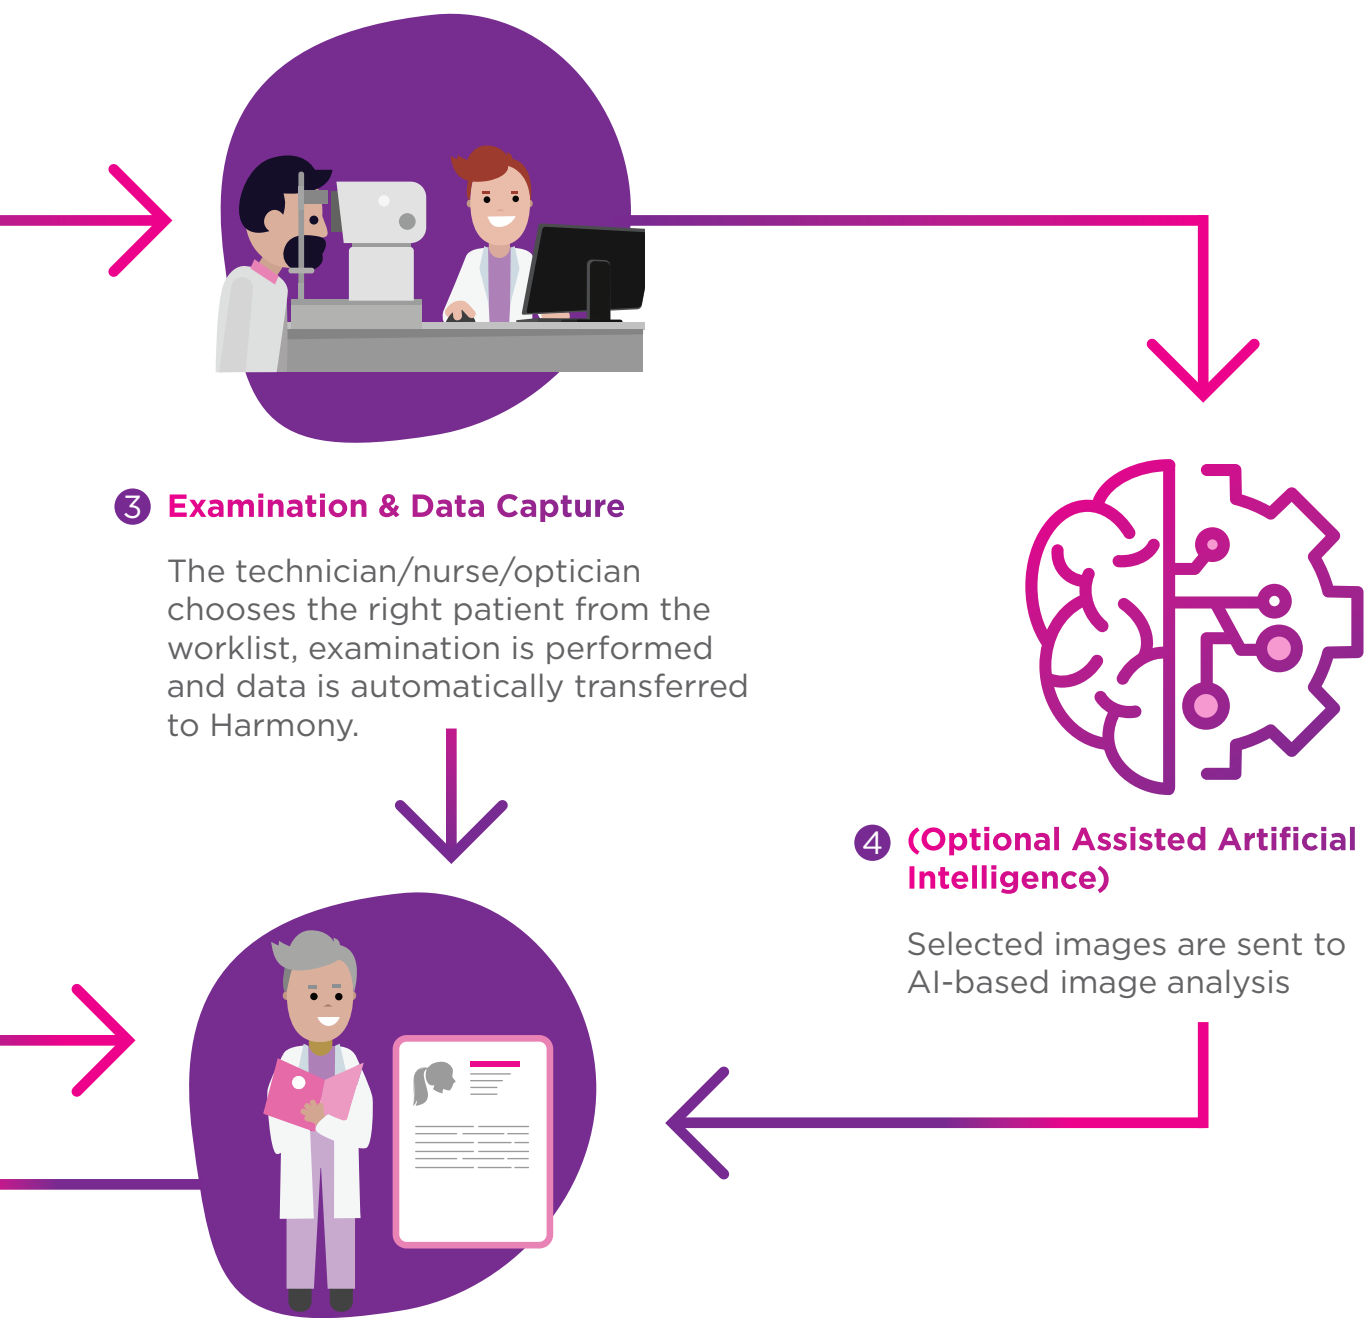 3 Examination & Data Capture
The technician/nurse/optician
chooses the right patient from the
worklist, examination is performed
and data is automatically transferred
to Harmony.
4 (Optional Assisted Artificial
Intelligence)
Selected images are sent to
AI-based image analysis